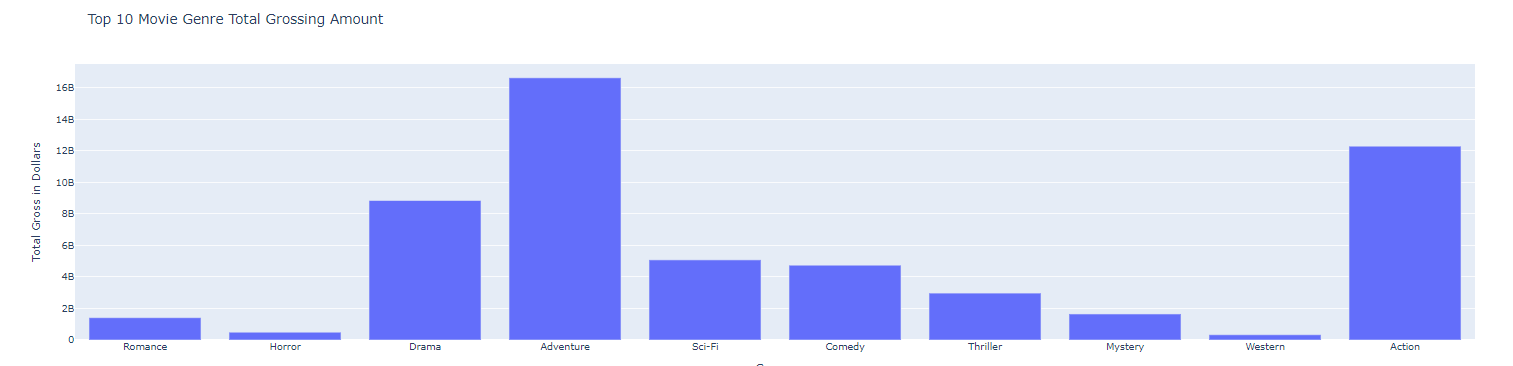 Top 10 Movie Genre Total Grossing Amount
Total Gross in Dollars
16B
14B
12B
10B
8B
6B
4B
2B
0
Romance Horror Drama Adventure Sci-Fi Comedy Thriller Mystery Western Action